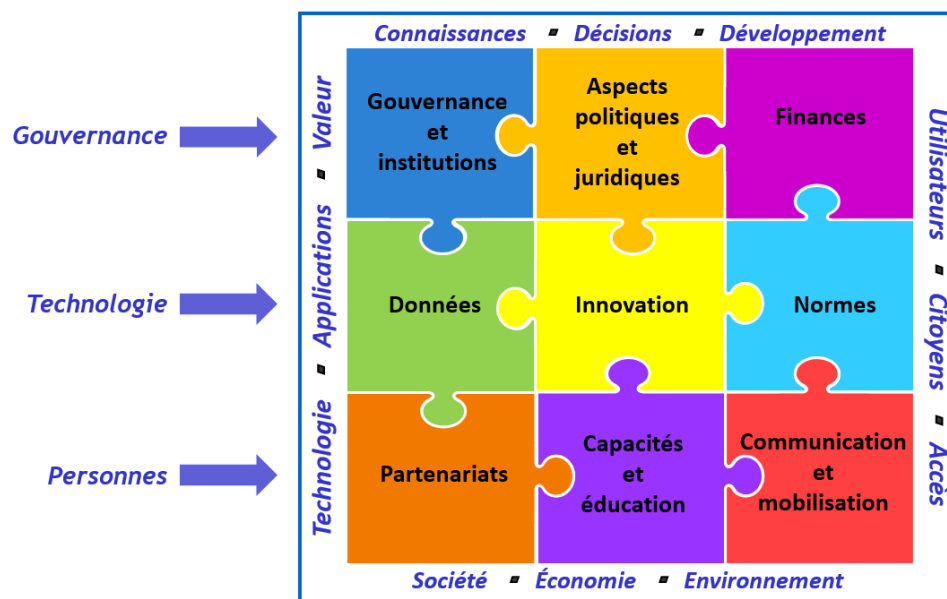 Connaissances ▪ Décisions ▪ Développement
Gouvernance
Technologie
Personnes
Technologie ▪ Applications ▪ Valeur
Gouvernance
et
institutions
Aspects
politiques
et
juridiques
Finances
Données
Innovation
Normes
Partenariats
Capacités
et
éducation
Communication
et
mobilisation
Utilisateurs ▪ Citoyens ▪ Accès
Société ▪ Économie ▪ Environnement